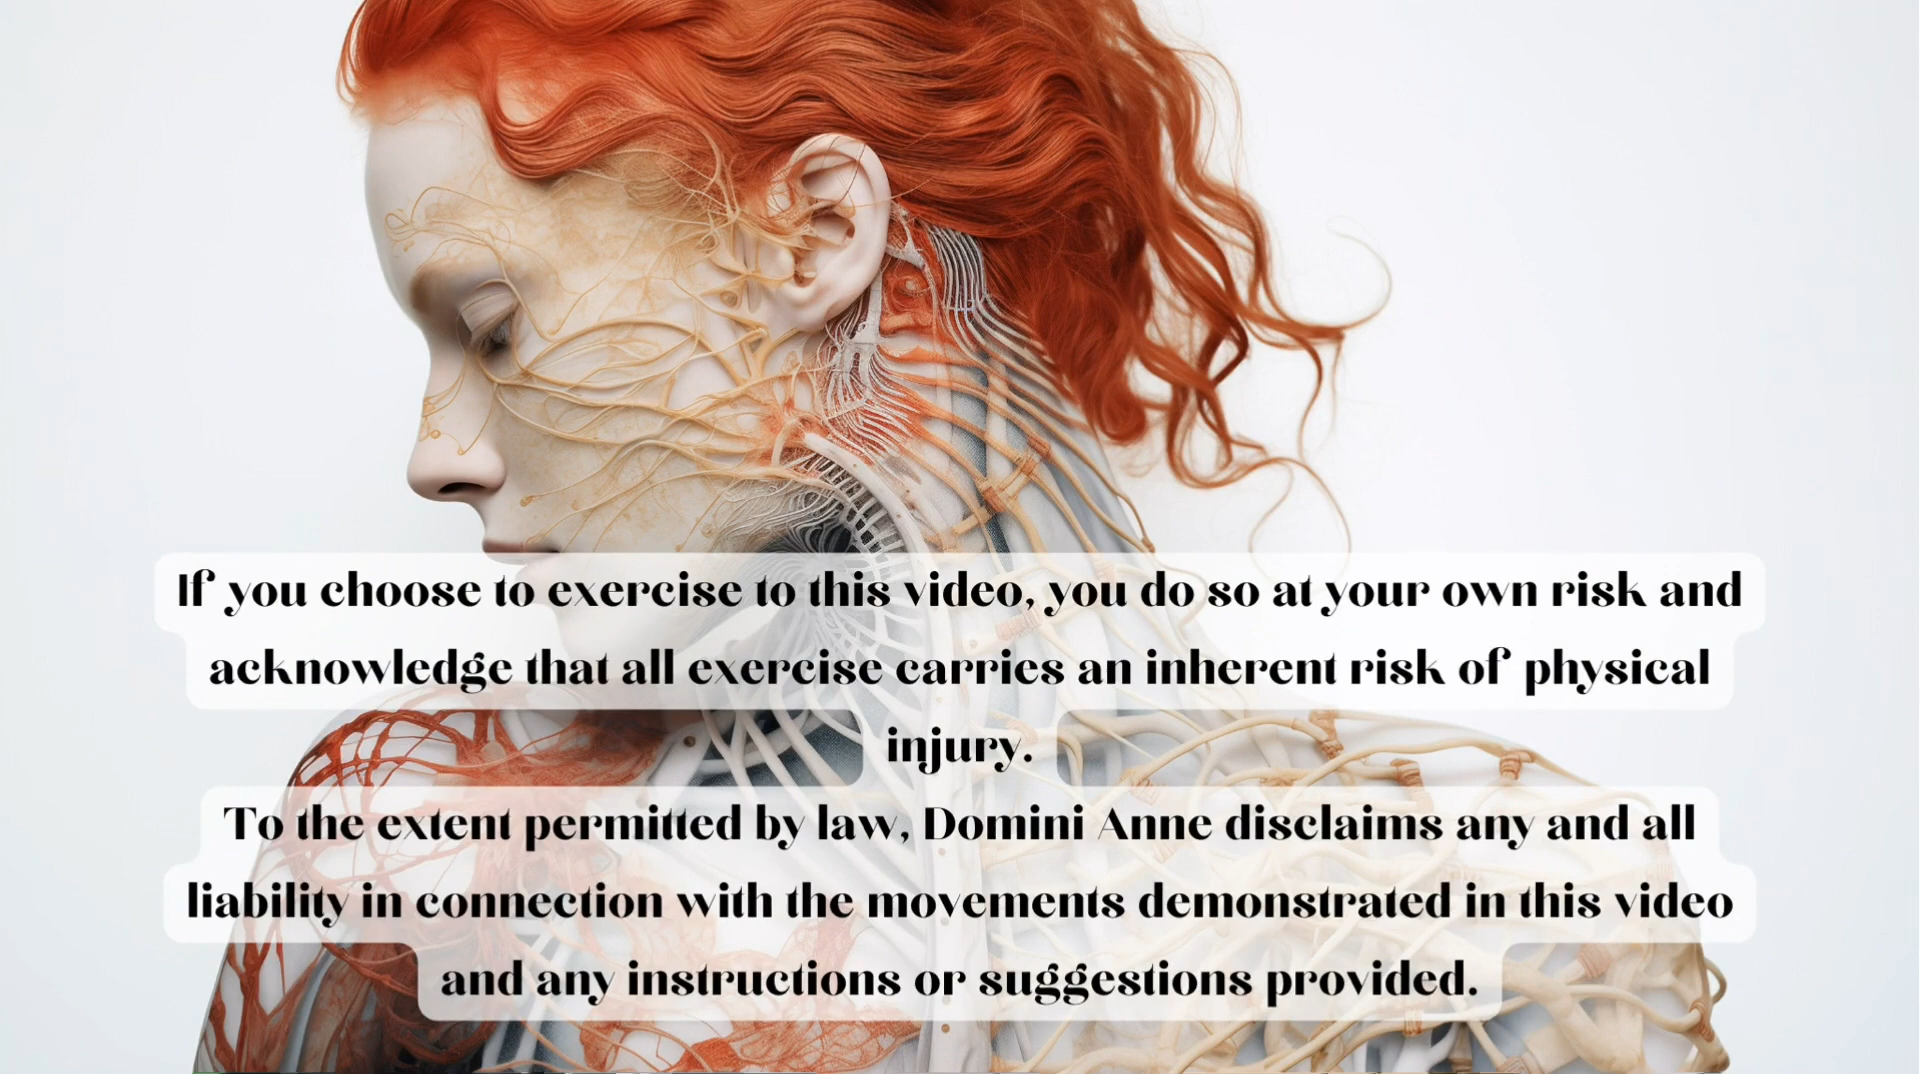 If you choose to exercise to this video, you do so at your own risk and
acknowledge that all exercise carries an inherent risk of physical
injury.
To the extent permitted by law, Domini Anne disclaims any and all
liability in connection with the movements demonstrated in this video
and any instructions or suggestions provided.